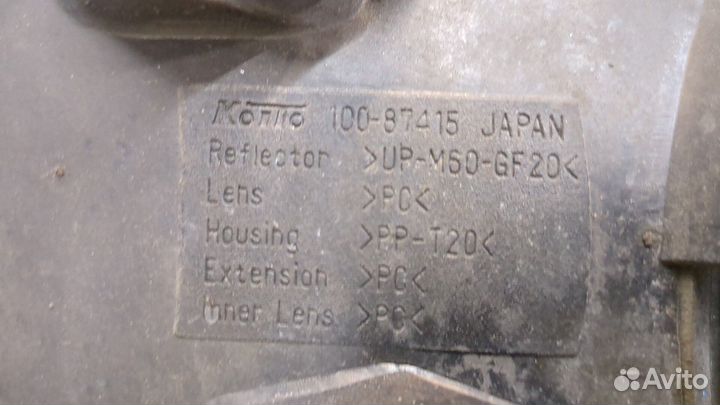 KOITO 100-87415 JAPAN
Reflector >UP-M60-GF20<
Lens >PC<
Housing >PP-T20<
Extension >PC<
Inner Lens >PC<
Avito